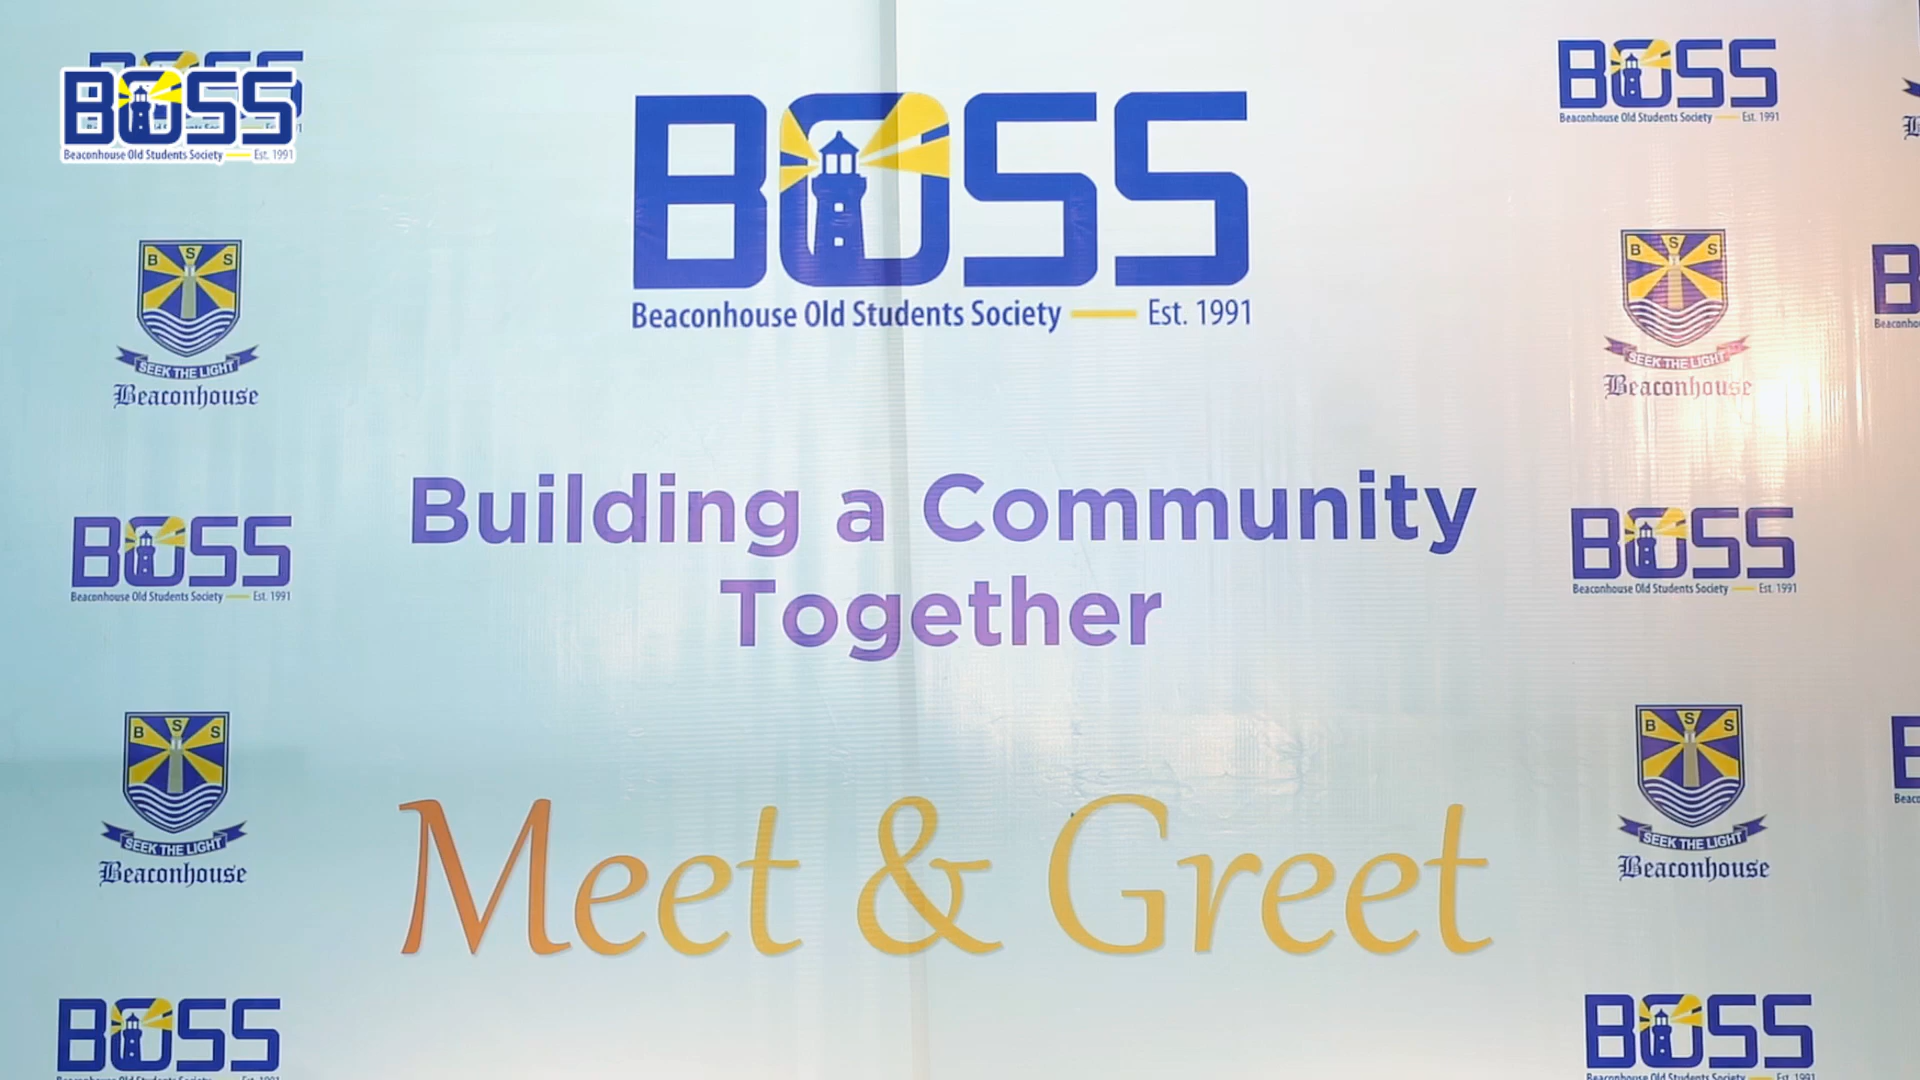 BOSS
Beaconhouse Old Students Society Est. 1991
BOSS
Beaconhouse Old Students Society Est. 1991
BOSS
Beaconhouse Old Students Society Est. 1991
B S S
SEEK THE LIGHT
Beaconhouse
B S S
SEEK THE LIGHT
Beaconhouse
Building a Community
Together
BOSS
Beaconhouse Old Students Society Est. 1991
BOSS
Beaconhouse Old Students Society Est. 1991
B S S
SEEK THE LIGHT
Beaconhouse
B S S
SEEK THE LIGHT
Beaconhouse
Meet & Greet
BOSS
BOSS